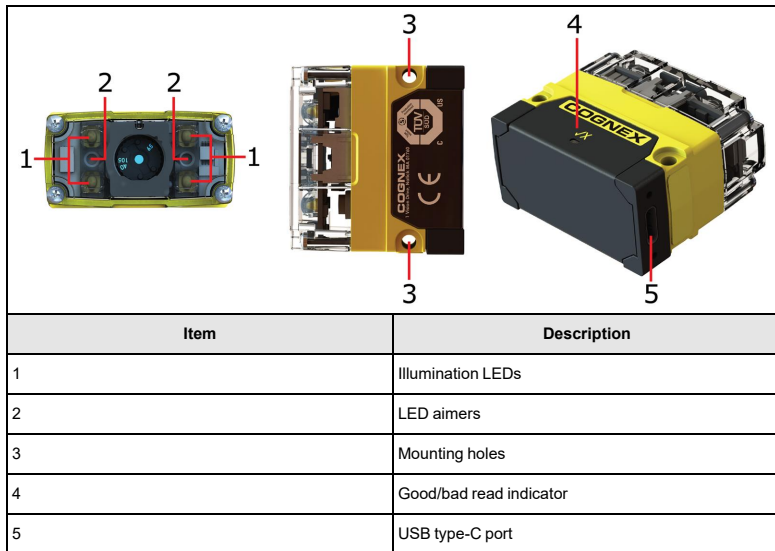 3
4
2 2
1 1
COGNEX
TÜV
SÜD
C US
COGNEX
CE
3
5
Item Description
1 Illumination LEDs
2 LED aimers
3 Mounting holes
4 Good/bad read indicator
5 USB type-C port